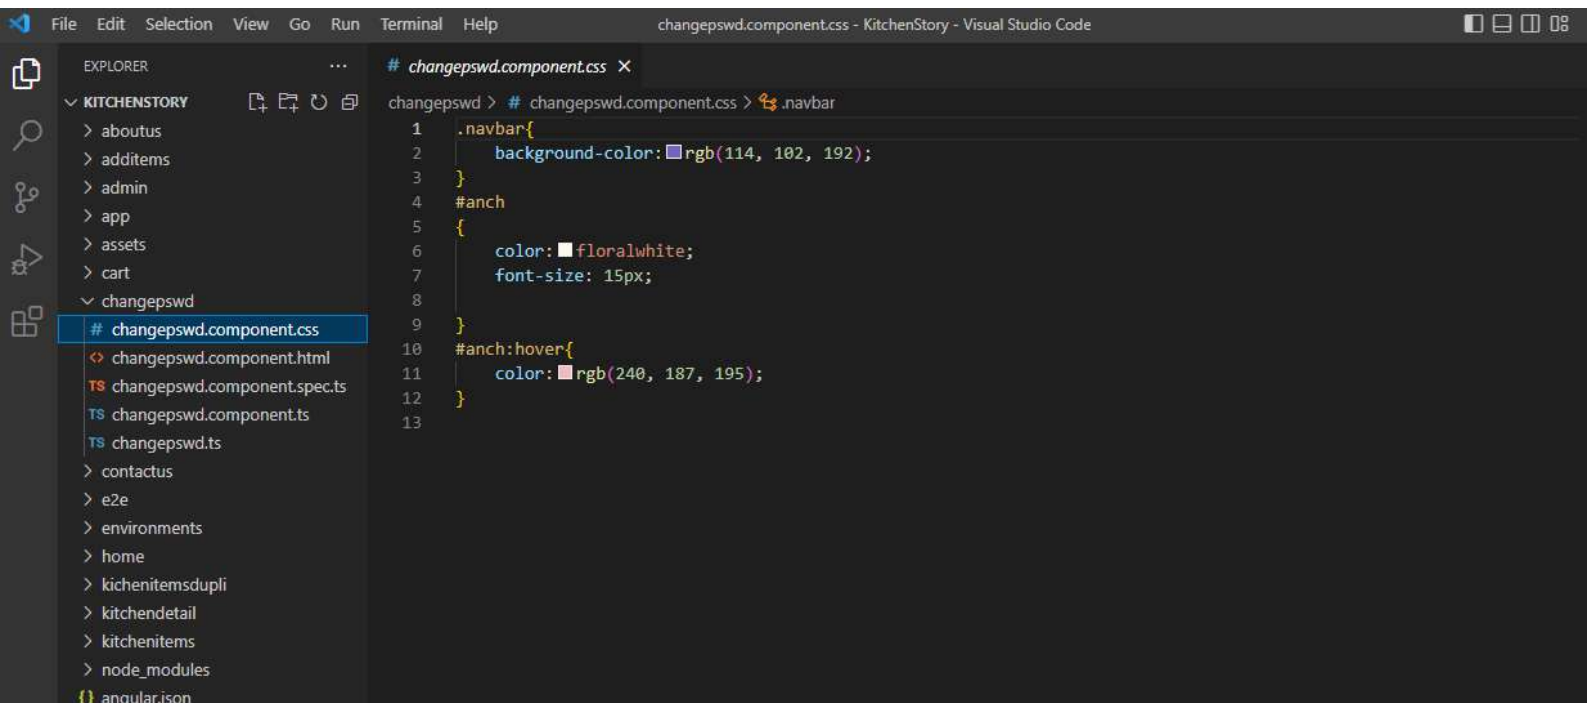 File Edit Selection View Go Run Terminal Help changepswd.component.css - KitchenStory - Visual Studio Code
EXPLORER ...
KITCHENSTORY
> aboutus
> additems
> admin
> app
> assets
> cart
changepswd
# changepswd.component.css
<> changepswd.component.html
TS changepswd.component.spec.ts
TS changepswd.component.ts
TS changepswd.ts
> contactus
> e2e
> environments
> home
> kichenitemsdupli
> kitchendetail
> kitchenitems
> node_modules
{} angular.json
# changepswd.component.css ×
changepswd > # changepswd.component.css > .navbar
1 .navbar{
2 background-color: rgb(114, 102, 192);
3 }
4 #anch
5 {
6 color: floralwhite;
7 font-size: 15px;
8
9 }
10 #anch:hover{
11 color: rgb(240, 187, 195);
12 }
13